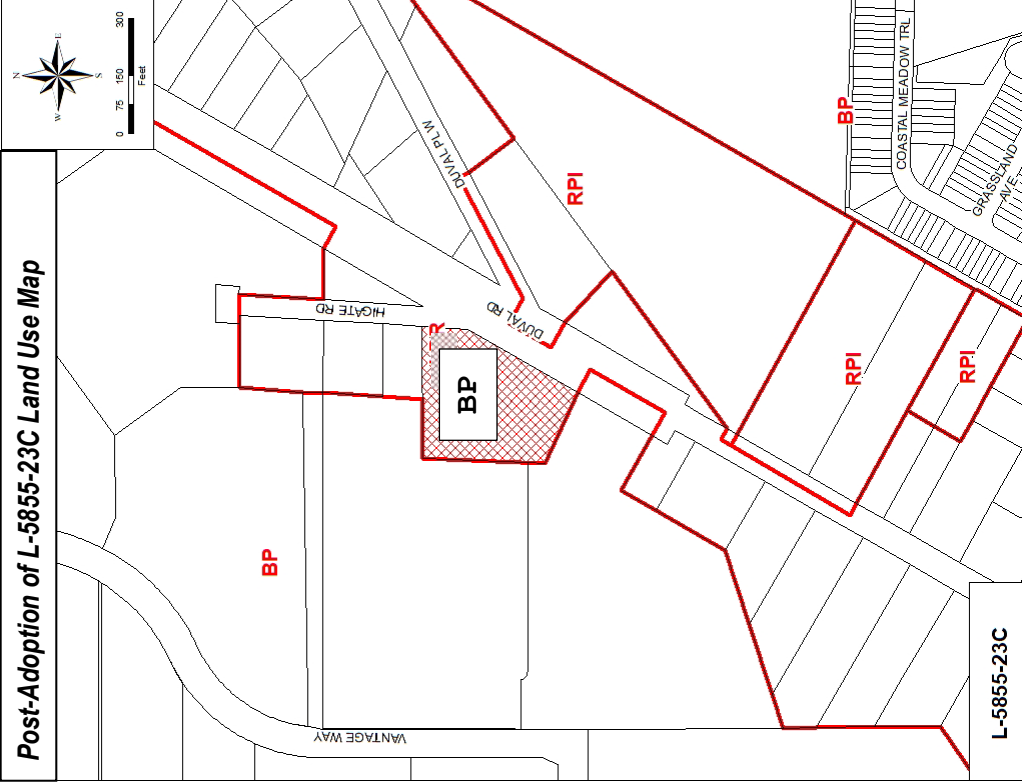 Post-Adoption of L-5855-23C Land Use Map
N
E
S
W
0 75 150 300
Feet
DUVAL PL W
HIGATE RD
DUVAL RD
VANTAGE WAY
COASTAL MEADOW TRL
GRASSLAND
AVE
BP
RPI
R
BP
BP
RPI
RPI
L-5855-23C